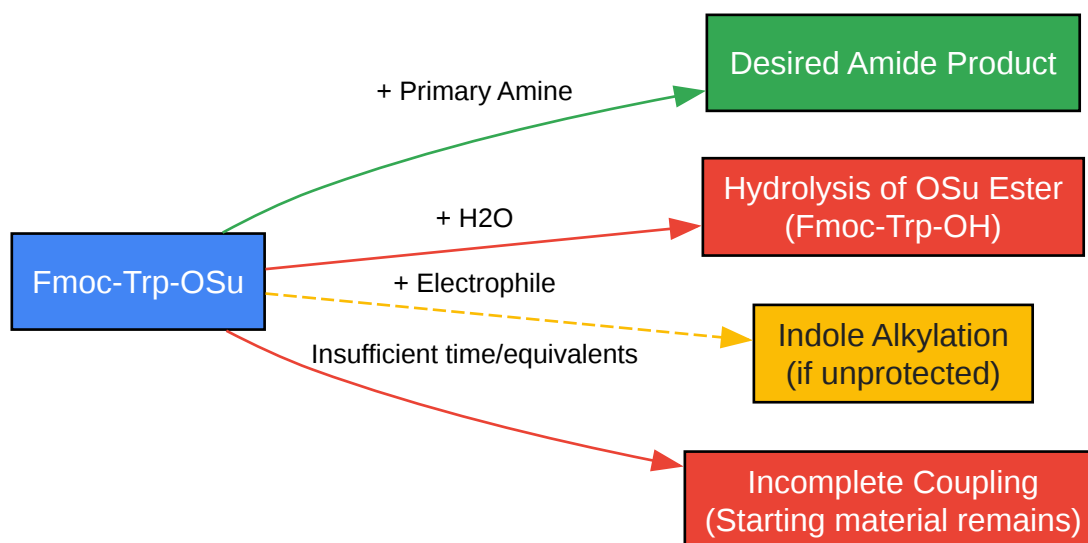 Desired Amide Product
+ Primary Amine
Hydrolysis of OSu Ester
(Fmoc-Trp-OH)
+ H2O
Fmoc-Trp-OSu
+ Electrophile
Indole Alkylation
(if unprotected)
Insufficient time/equivalents
Incomplete Coupling
(Starting material remains)